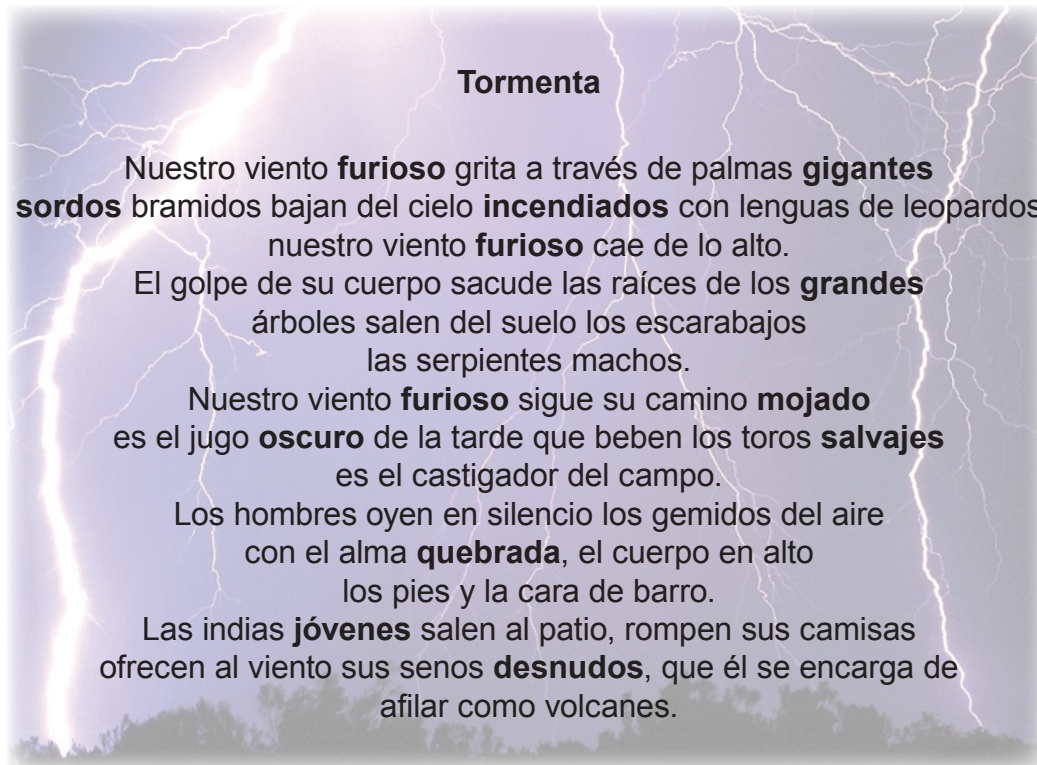 Tormenta
Nuestro viento furioso grita a través de palmas gigantes
sordos bramidos bajan del cielo incendiados con lenguas de leopardos
nuestro viento furioso cae de lo alto.
El golpe de su cuerpo sacude las raíces de los grandes
árboles salen del suelo los escarabajos
las serpientes machos.
Nuestro viento furioso sigue su camino mojado
es el jugo oscuro de la tarde que beben los toros salvajes
es el castigador del campo.
Los hombres oyen en silencio los gemidos del aire
con el alma quebrada, el cuerpo en alto
los pies y la cara de barro.
Las indias jóvenes salen al patio, rompen sus camisas
ofrecen al viento sus senos desnudos, que él se encarga de
afilar como volcanes.